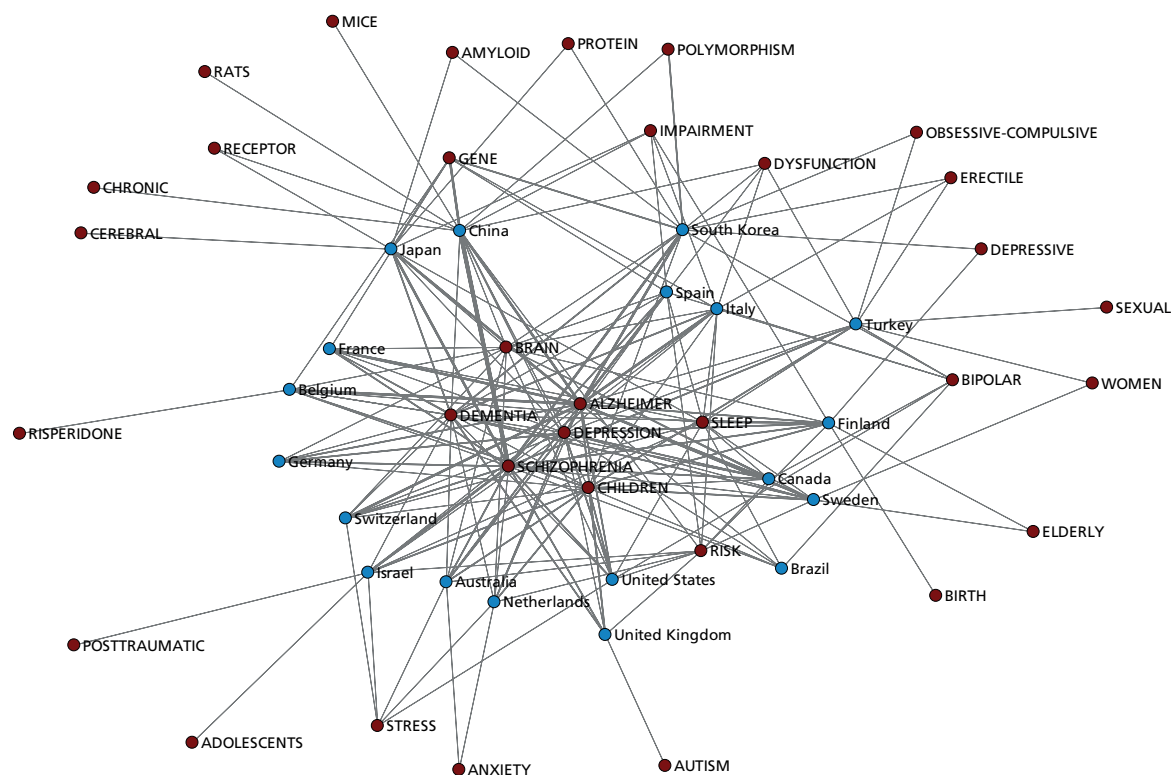 MICE
PROTEIN
POLYMORPHISM
AMYLOID
RATS
IMPAIRMENT
OBSESSIVE-COMPULSIVE
RECEPTOR
GENE
DYSFUNCTION
ERECTILE
CHRONIC
China
South Korea
CEREBRAL
Japan
DEPRESSIVE
Spain
Italy
SEXUAL
Turkey
France
BRAIN
BIPOLAR
WOMEN
Belgium
ALZHEIMER
DEMENTIA
SLEEP
Finland
RISPERIDONE
DEPRESSION
Germany
SCHIZOPHRENIA
Canada
CHILDREN
Sweden
Switzerland
ELDERLY
RISK
Israel
Australia
United States
Brazil
Netherlands
BIRTH
United Kingdom
POSTTRAUMATIC
STRESS
ADOLESCENTS
ANXIETY
AUTISM